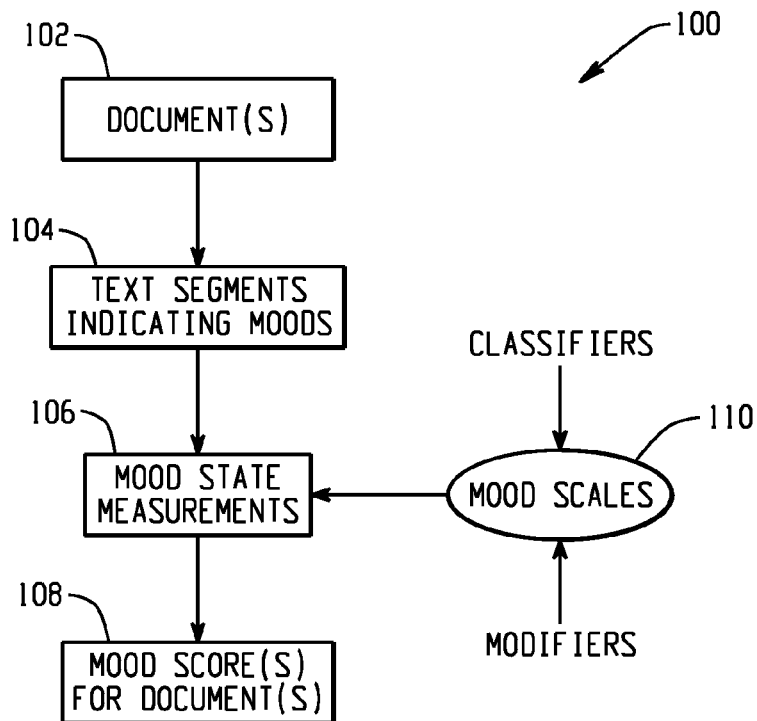 102
100
DOCUMENT(S)
104
TEXT SEGMENTS
INDICATING MOODS
CLASSIFIERS
106
110
MOOD STATE
MEASUREMENTS
MOOD SCALES
108
MOOD SCORE(S)
FOR DOCUMENT(S)
MODIFIERS